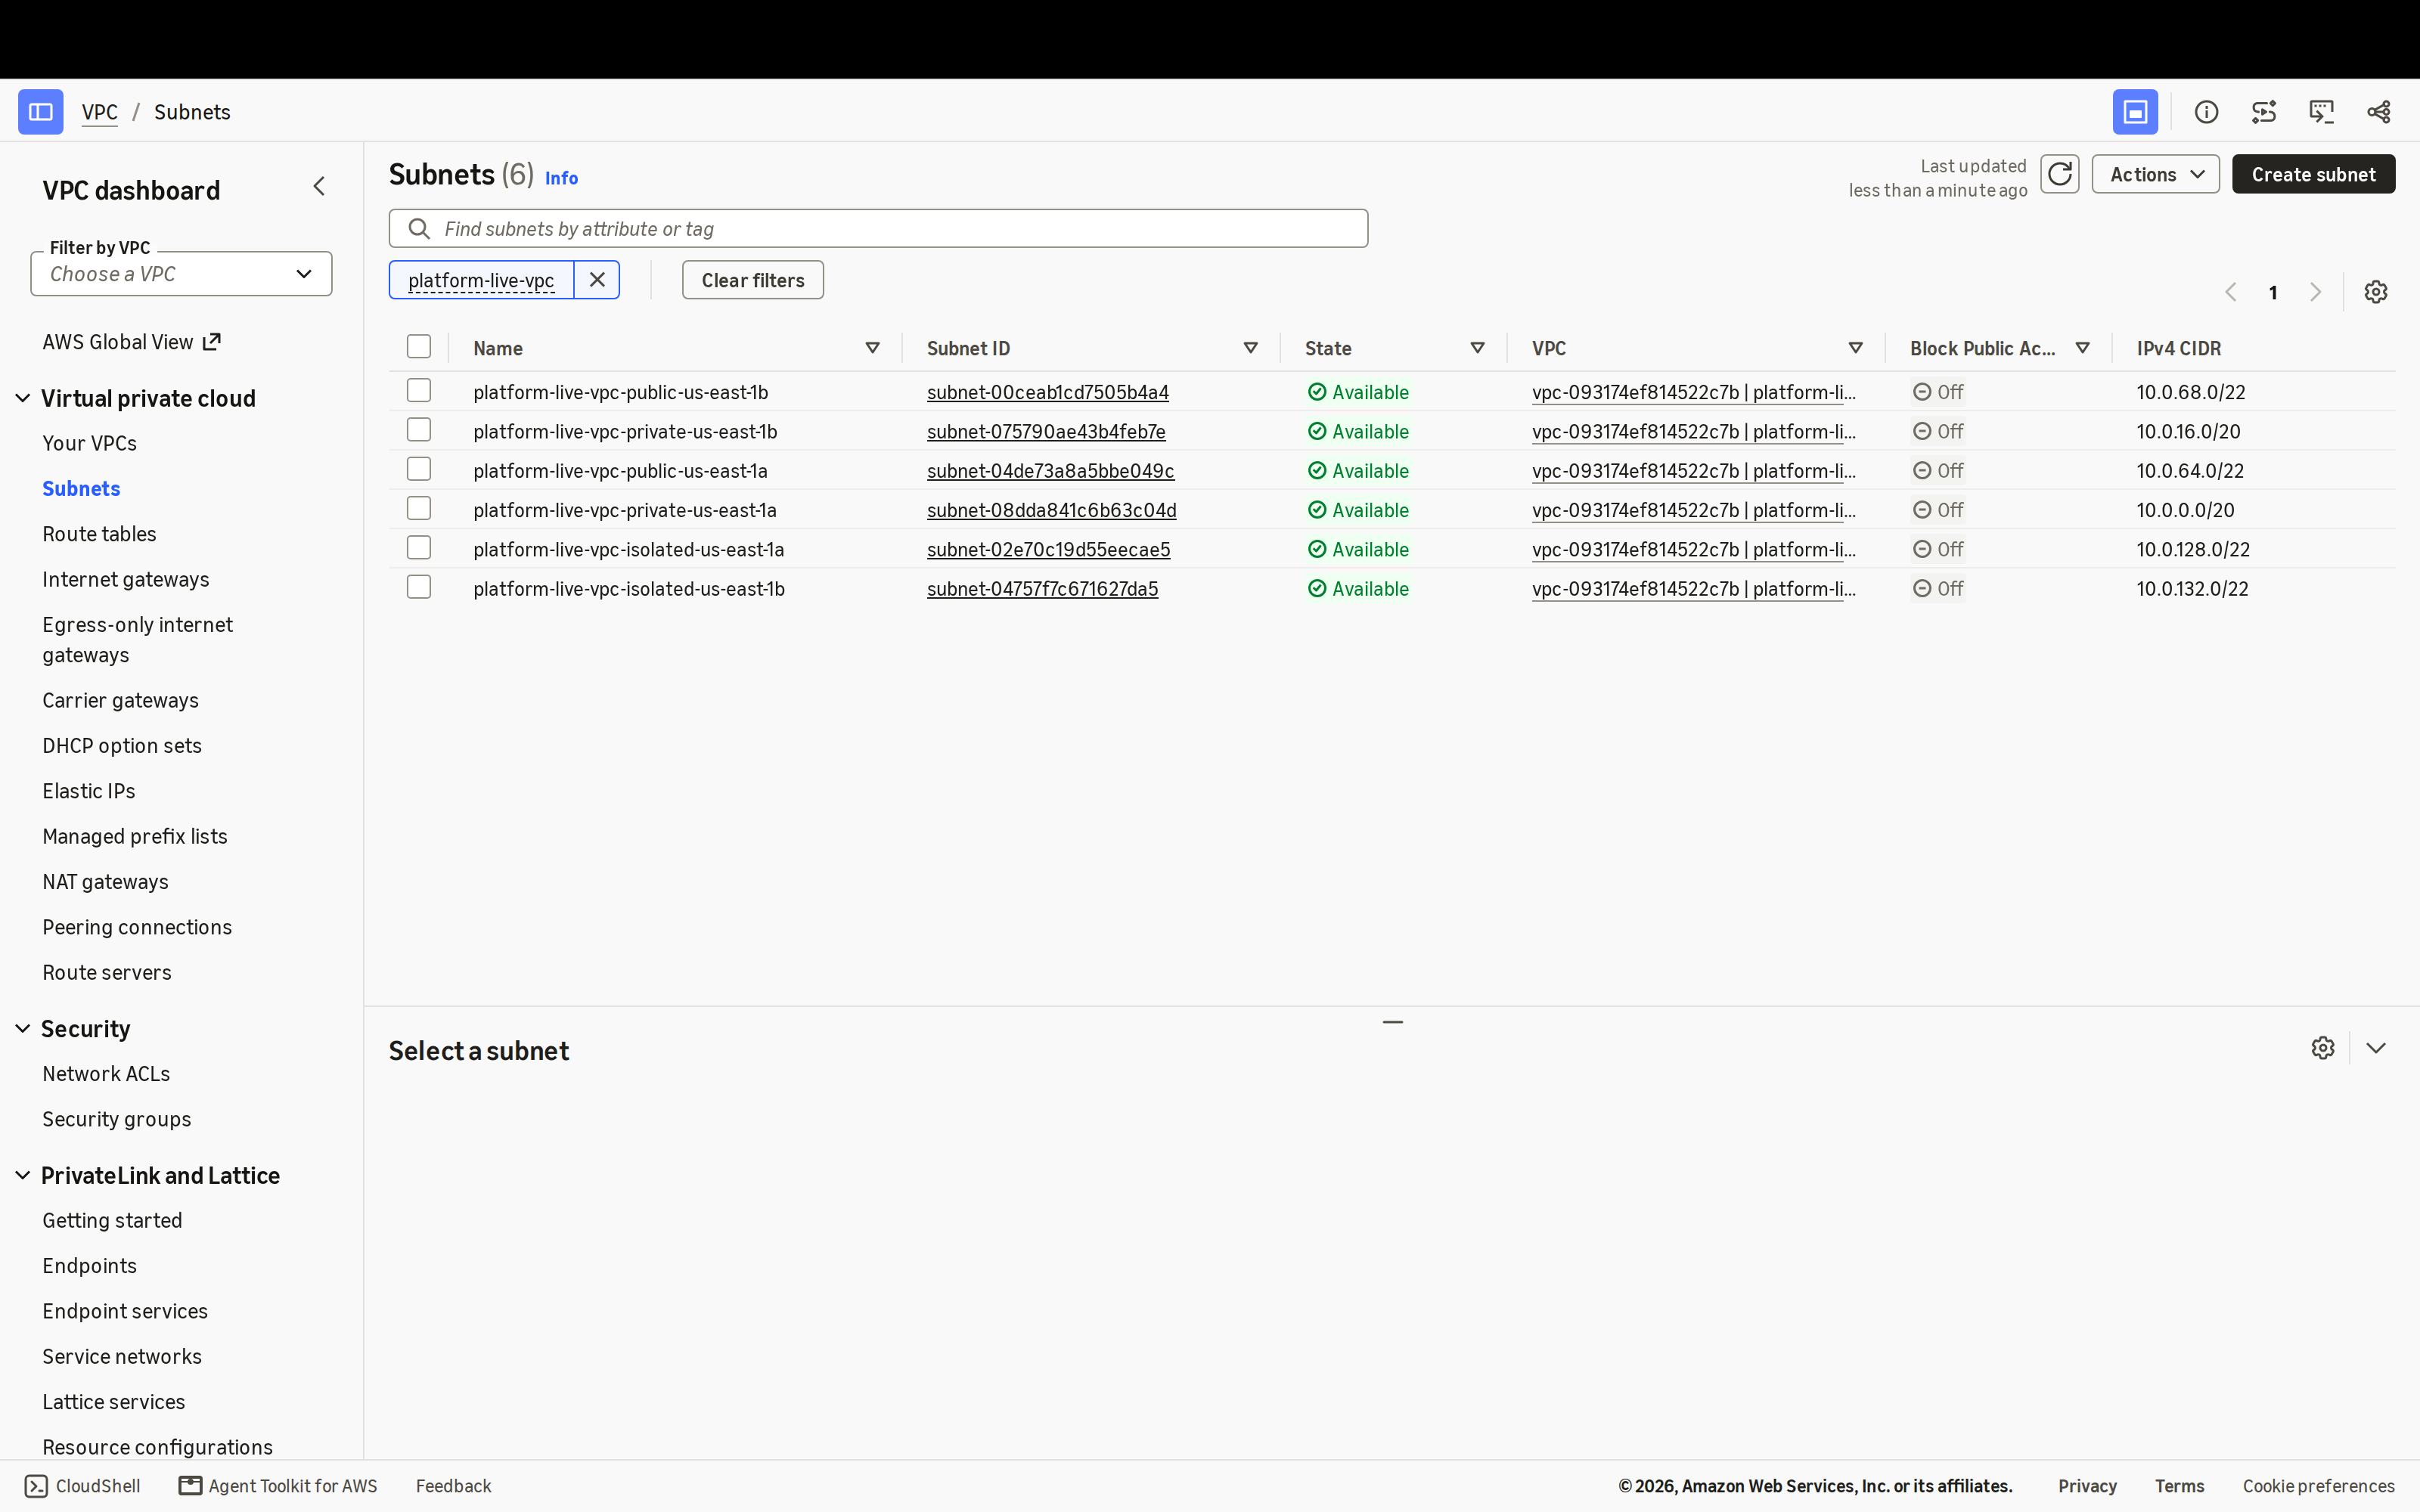 VPC / Subnets
VPC dashboard
Filter by VPC
Choose a VPC
AWS Global View
Virtual private cloud
Your VPCs
Subnets
Route tables
Internet gateways
Egress-only internet
gateways
Carrier gateways
DHCP option sets
Elastic IPs
Managed prefix lists
NAT gateways
Peering connections
Route servers
Security
Network ACLs
Security groups
PrivateLink and Lattice
Getting started
Endpoints
Endpoint services
Service networks
Lattice services
Resource configurations
Subnets (6) Info
Last updated
less than a minute ago
Actions
Create subnet
Find subnets by attribute or tag
platform-live-vpc
Clear filters
1
Name Subnet ID State VPC Block Public Ac... IPv4 CIDR
platform-live-vpc-public-us-east-1b subnet-00ceab1cd7505b4a4 Available vpc-093174ef814522c7b | platform-li... Off 10.0.68.0/22
platform-live-vpc-private-us-east-1b subnet-075790ae43b4feb7e Available vpc-093174ef814522c7b | platform-li... Off 10.0.16.0/20
platform-live-vpc-public-us-east-1a subnet-04de73a8a5bbe049c Available vpc-093174ef814522c7b | platform-li... Off 10.0.64.0/22
platform-live-vpc-private-us-east-1a subnet-08dda841c6b63c04d Available vpc-093174ef814522c7b | platform-li... Off 10.0.0.0/20
platform-live-vpc-isolated-us-east-1a subnet-02e70c19d55eecae5 Available vpc-093174ef814522c7b | platform-li... Off 10.0.128.0/22
platform-live-vpc-isolated-us-east-1b subnet-04757f7c671627da5 Available vpc-093174ef814522c7b | platform-li... Off 10.0.132.0/22
Select a subnet
CloudShell Agent Toolkit for AWS Feedback © 2026, Amazon Web Services, Inc. or its affiliates. Privacy Terms Cookie preferences